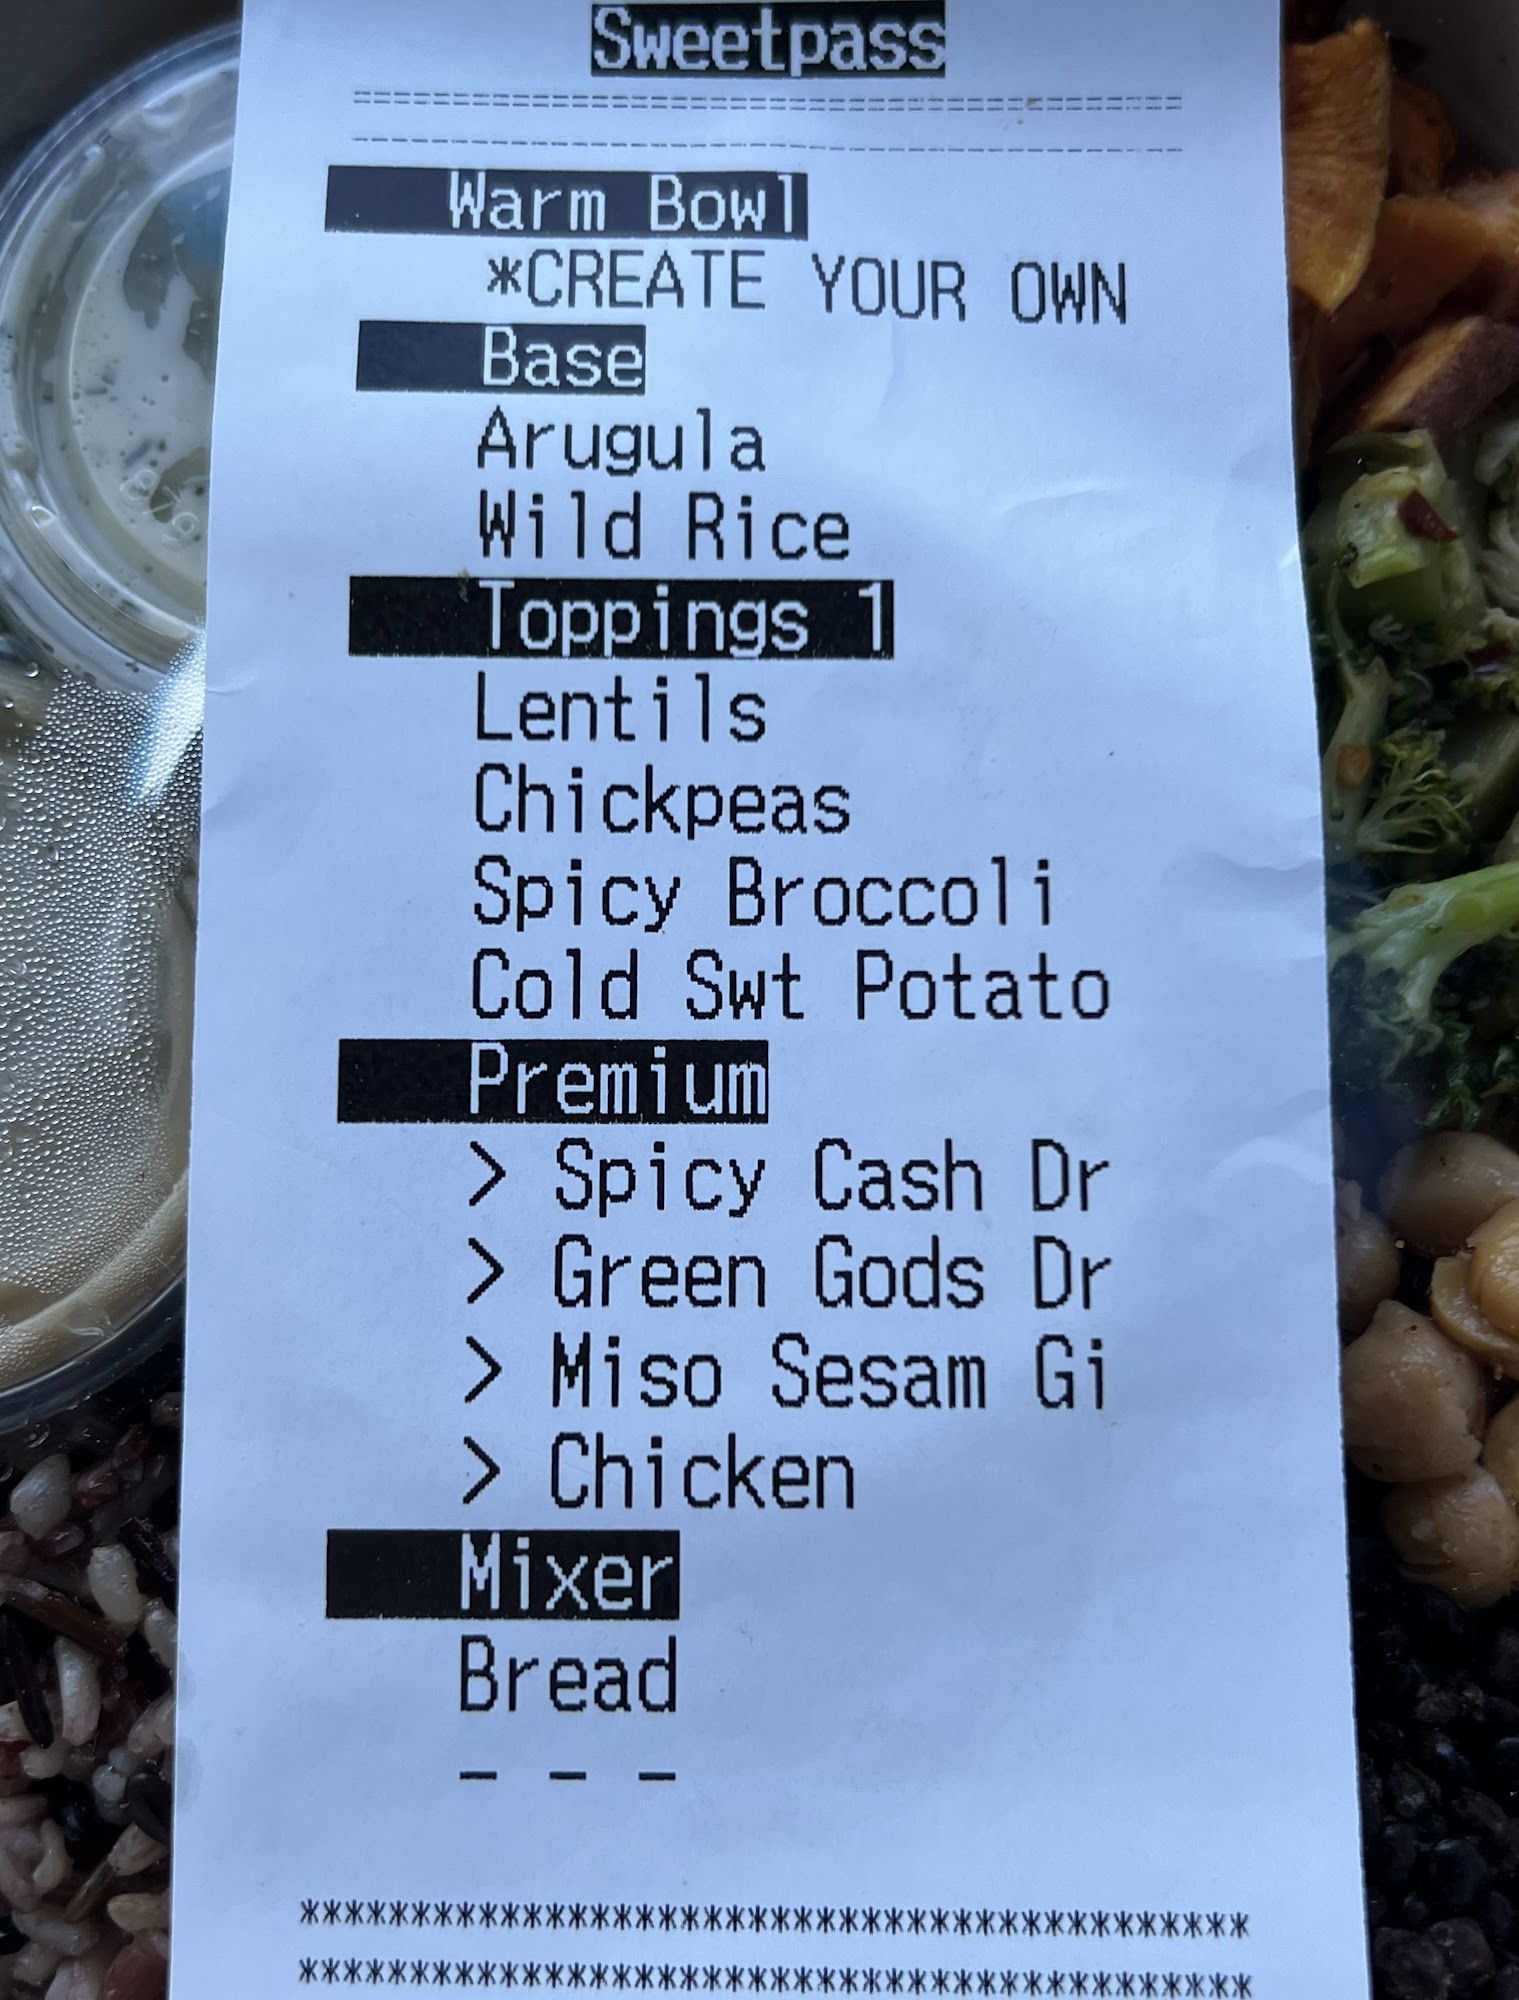 Sweetpass
=====================================
-------------------------------------
Warm Bowl
*CREATE YOUR OWN
Base
Arugula
Wild Rice
Toppings 1
Lentils
Chickpeas
Spicy Broccoli
Cold Swt Potato
Premium
> Spicy Cash Dr
> Green Gods Dr
> Miso Sesam Gi
> Chicken
Mixer
Bread
- - -
******************************************
******************************************